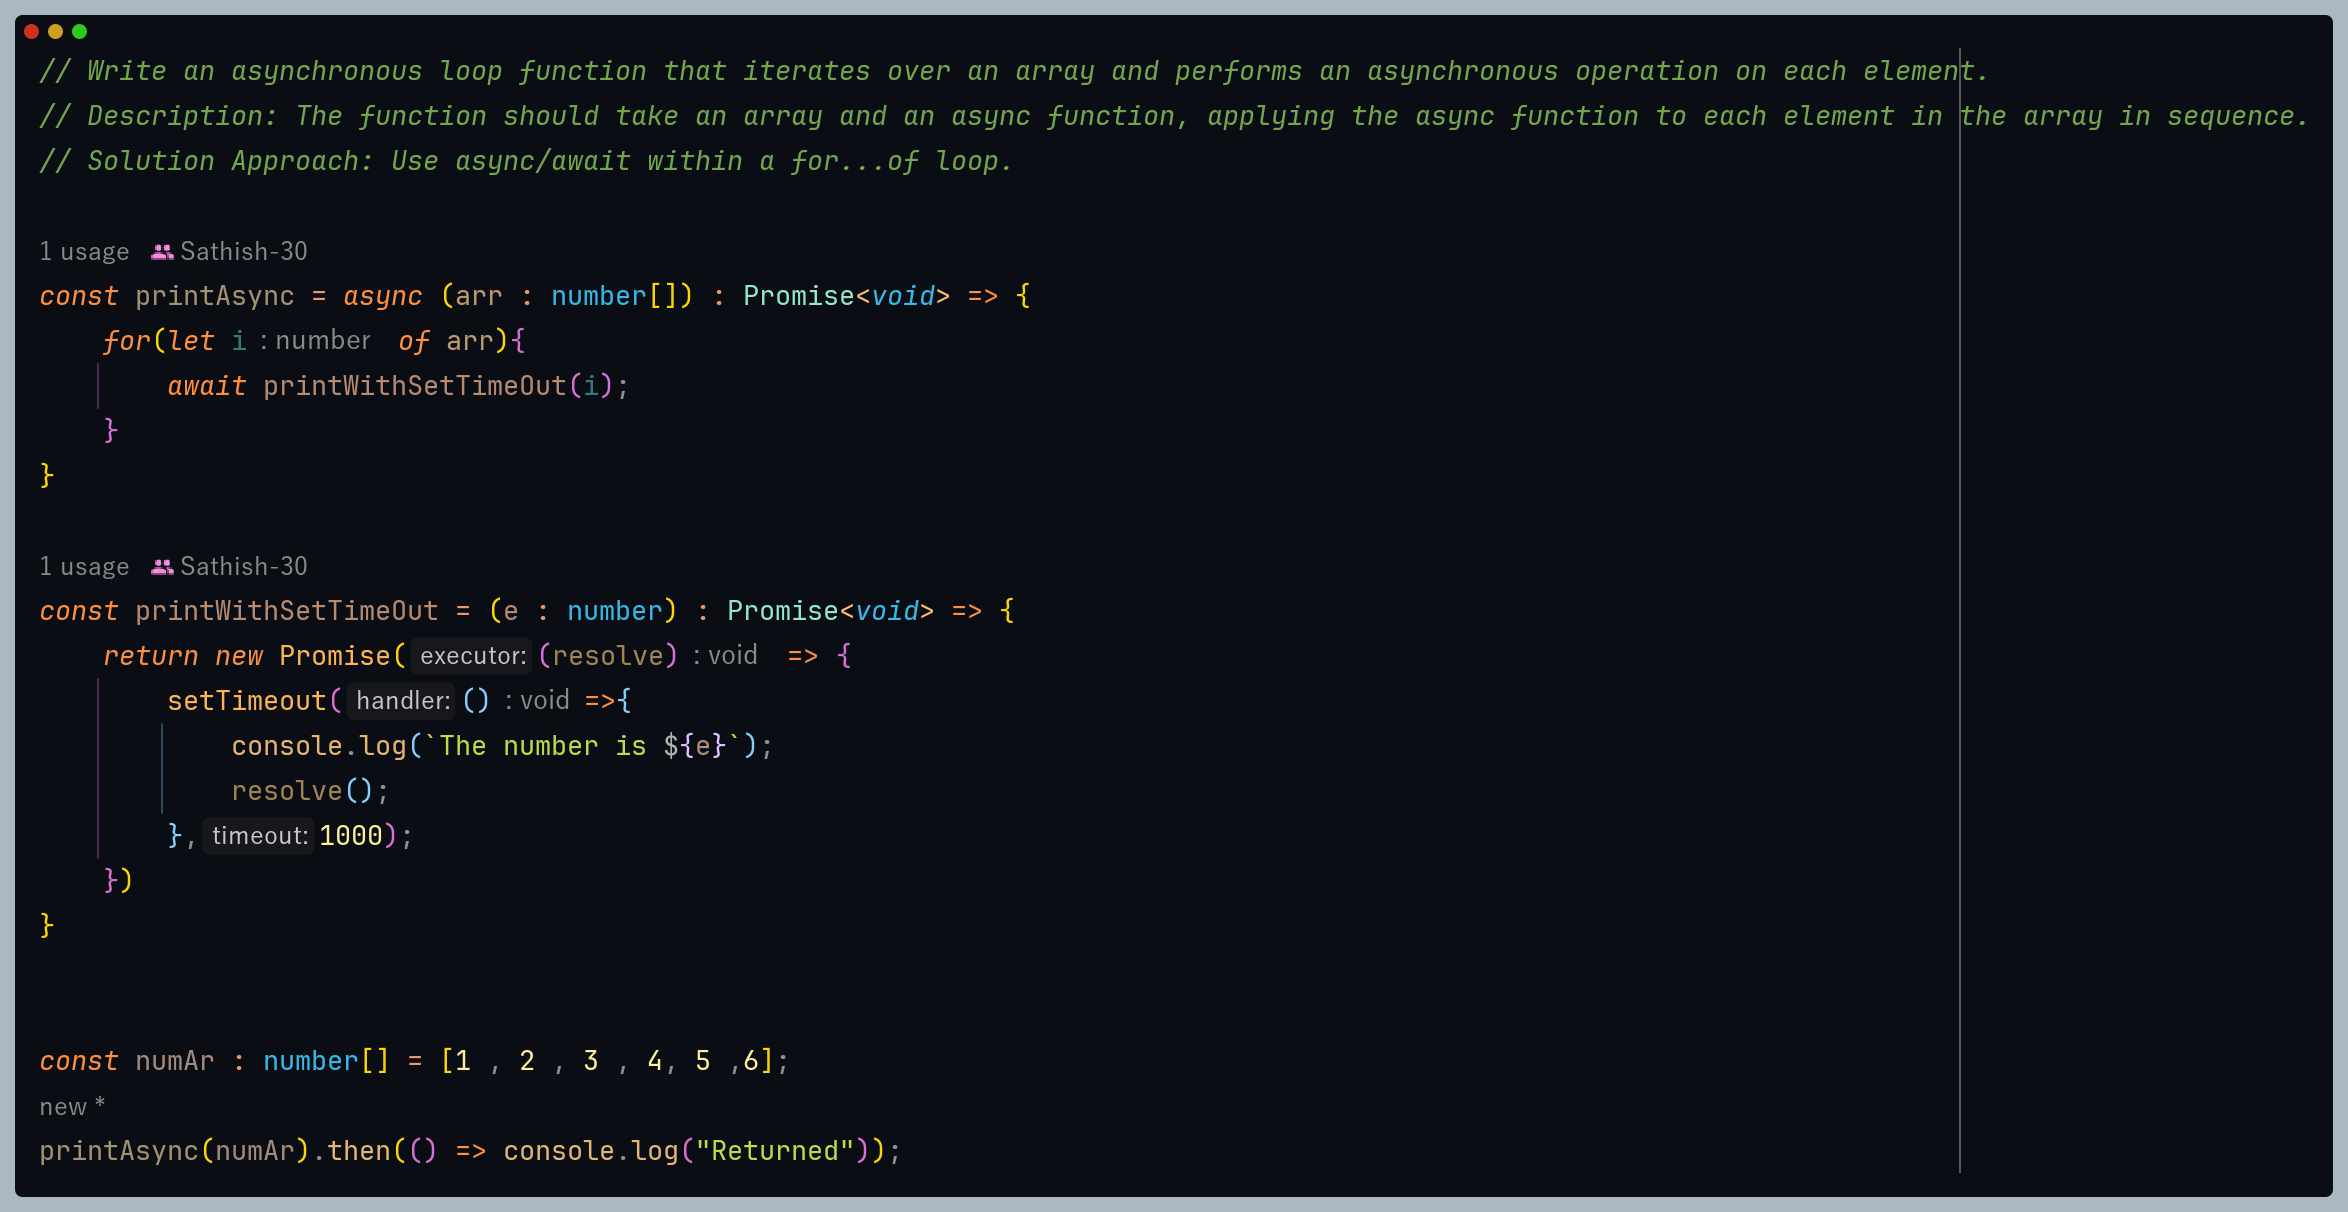 // Write an asynchronous loop function that iterates over an array and performs an asynchronous operation on each element.
// Description: The function should take an array and an async function, applying the async function to each element in the array in sequence.
// Solution Approach: Use async/await within a for...of loop.
1 usage Sathish-30
const printAsync = async (arr : number[]) : Promise<void> => {
for(let i : number of arr){
await printWithSetTimeOut(i);
}
}
1 usage Sathish-30
const printWithSetTimeOut = (e : number) : Promise<void> => {
return new Promise( executor: (resolve) : void => {
setTimeout( handler: () : void =>{
console.log(`The number is ${e}`);
resolve();
}, timeout: 1000);
})
}
const numAr : number[] = [1 , 2 , 3 , 4, 5 ,6];
new *
printAsync(numAr).then(() => console.log("Returned"));